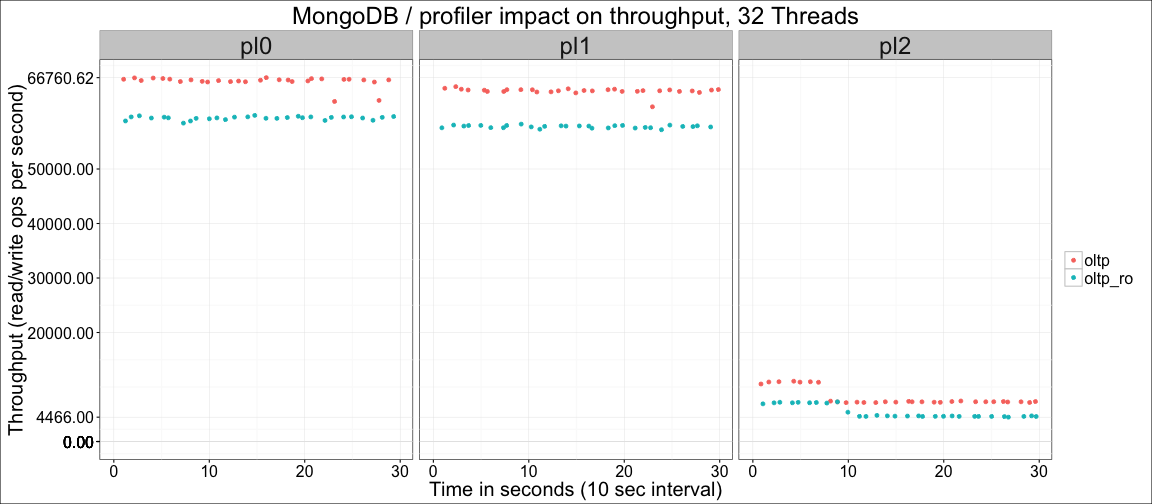 MongoDB / profiler impact on throughput, 32 Threads
pl0 pl1 pl2
Throughput (read/write ops per second)
66760.62
50000.00
40000.00
30000.00
20000.00
4466.00
0.00
oltp
oltp_ro
0 10 20 30 0 10 20 30 0 10 20 30
Time in seconds (10 sec interval)